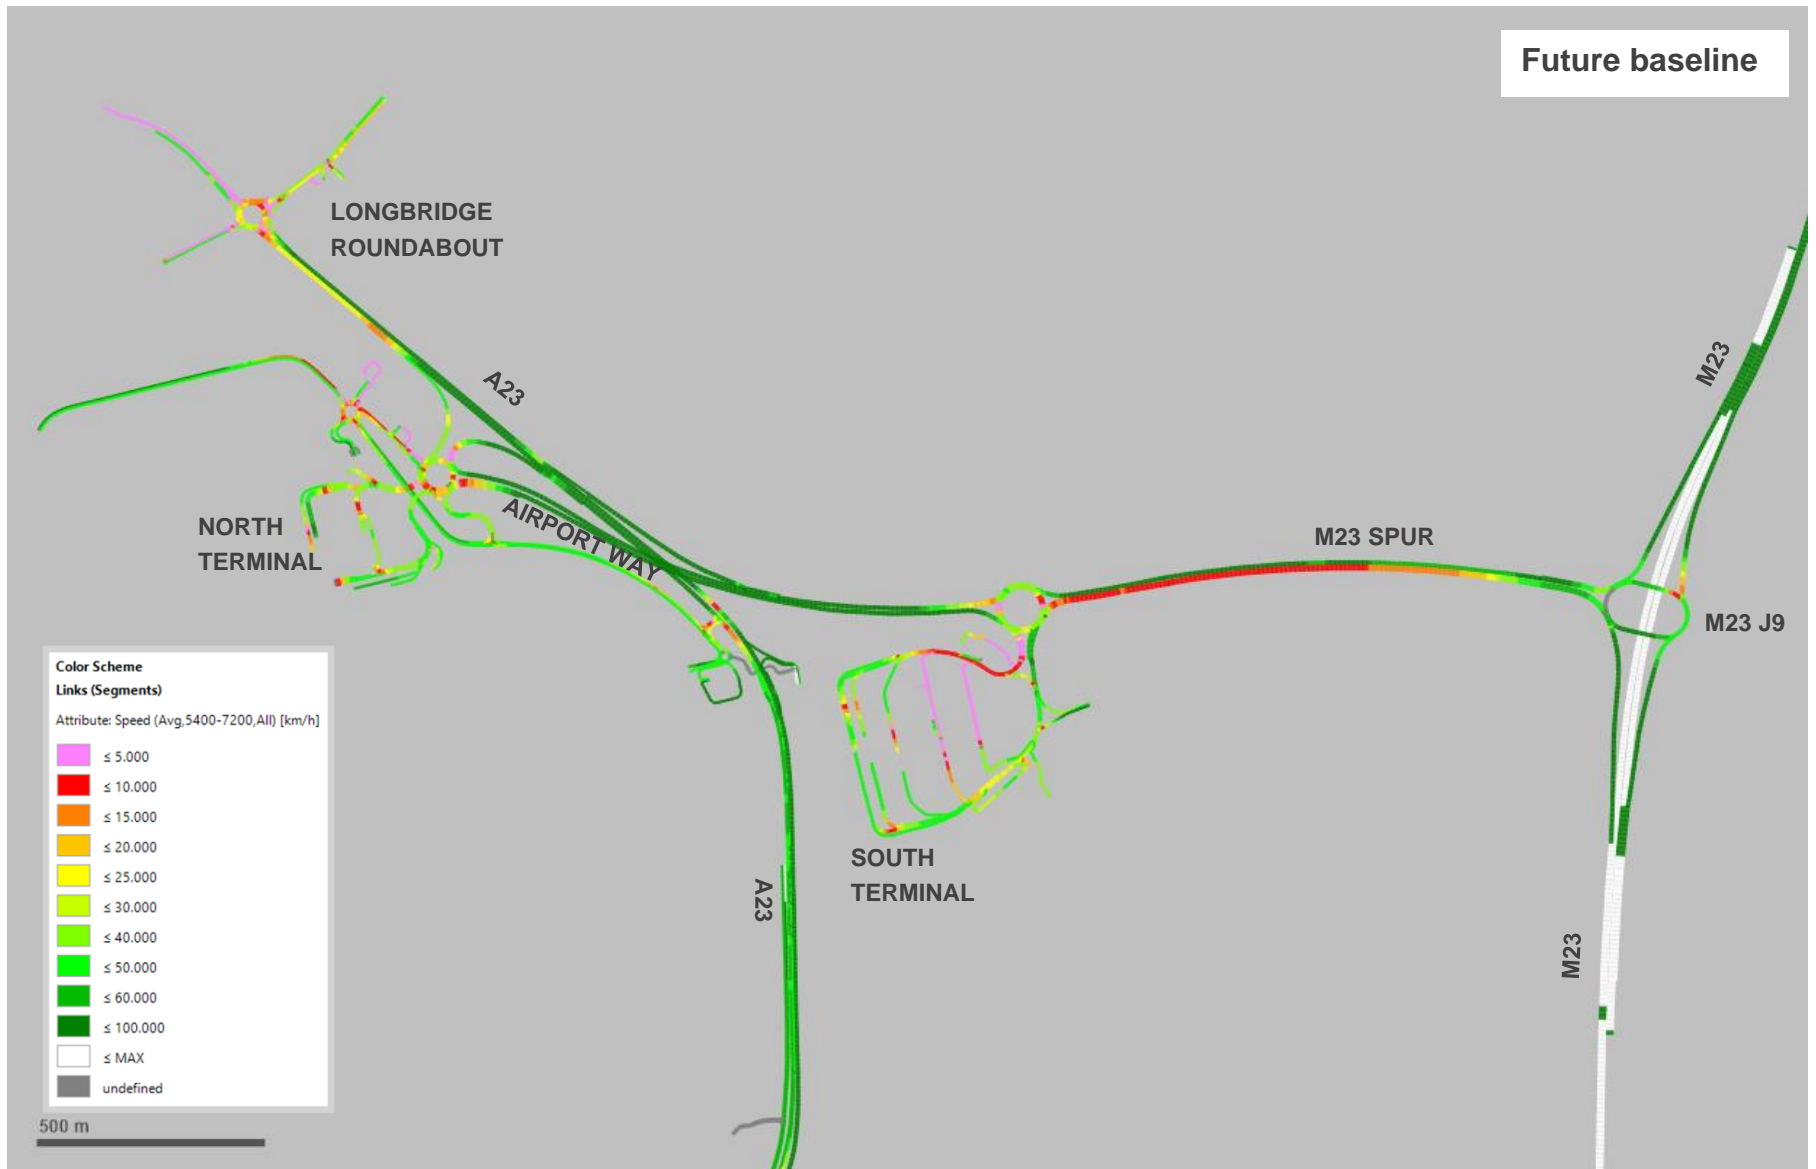 Future baseline
LONGBRIDGE
ROUNDABOUT
A23
M23
NORTH
TERMINAL
AIRPORT WAY
M23 SPUR
M23 J9
SOUTH
TERMINAL
A23
M23
Color Scheme
Links (Segments)
Attribute: Speed (Avg,5400-7200,All) [km/h]
≤ 5.000
≤ 10.000
≤ 15.000
≤ 20.000
≤ 25.000
≤ 30.000
≤ 40.000
≤ 50.000
≤ 60.000
≤ 100.000
≤ MAX
undefined
500 m